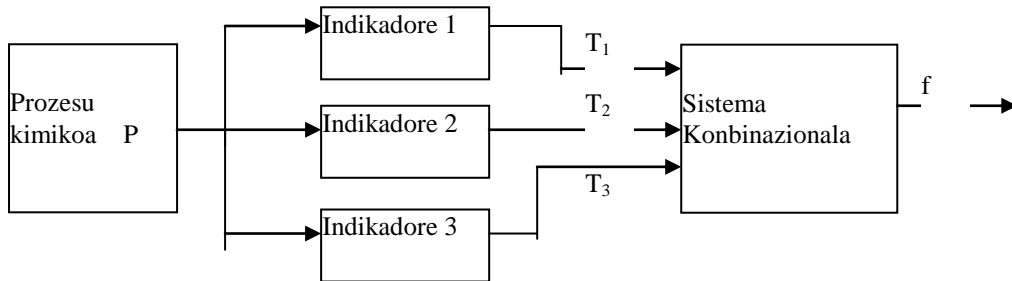 Prozesu
kimikoa P
Indikadore 1
Indikadore 2
Indikadore 3
T₁
T₂
T₃
Sistema
Konbinazionala
f